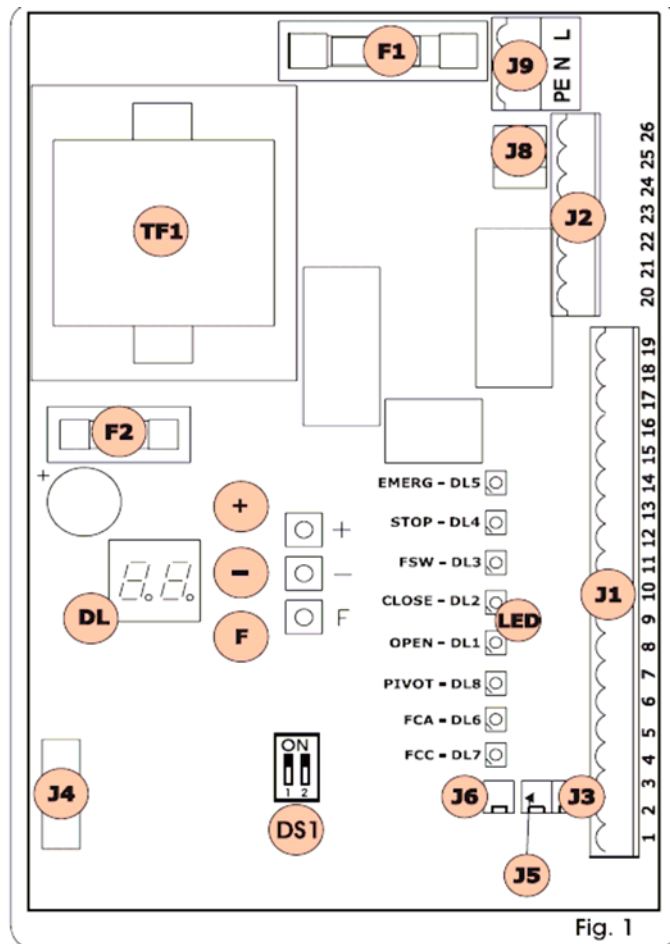 F1
J9
PE N L
J8
J2
20 21 22 23 24 25 26
TF1
F2
+
+
+
-
-
F
F
DL
8.8.
EMERG - DL5
STOP - DL4
FSW - DL3
CLOSE - DL2
LED
OPEN - DL1
PIVOT - DL8
FCA - DL6
FCC - DL7
J1
1 2 3 4 5 6 7 8 9 10 11 12 13 14 15 16 17 18 19
ON
1 2
DS1
J4
J6
J3
J5
Fig. 1